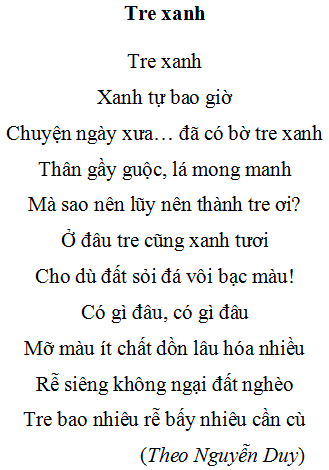 Tre xanh
Tre xanh
Xanh tự bao giờ
Chuyện ngày xưa… đã có bờ tre xanh
Thân gầy guộc, lá mong manh
Mà sao nên lũy nên thành tre ơi?
Ở đâu tre cũng xanh tươi
Cho dù đất sỏi đá vôi bạc màu!
Có gì đâu, có gì đâu
Mỡ màu ít chất dồn lâu hóa nhiều
Rễ siêng không ngại đất nghèo
Tre bao nhiêu rễ bấy nhiêu cần cù
(Theo Nguyễn Duy)